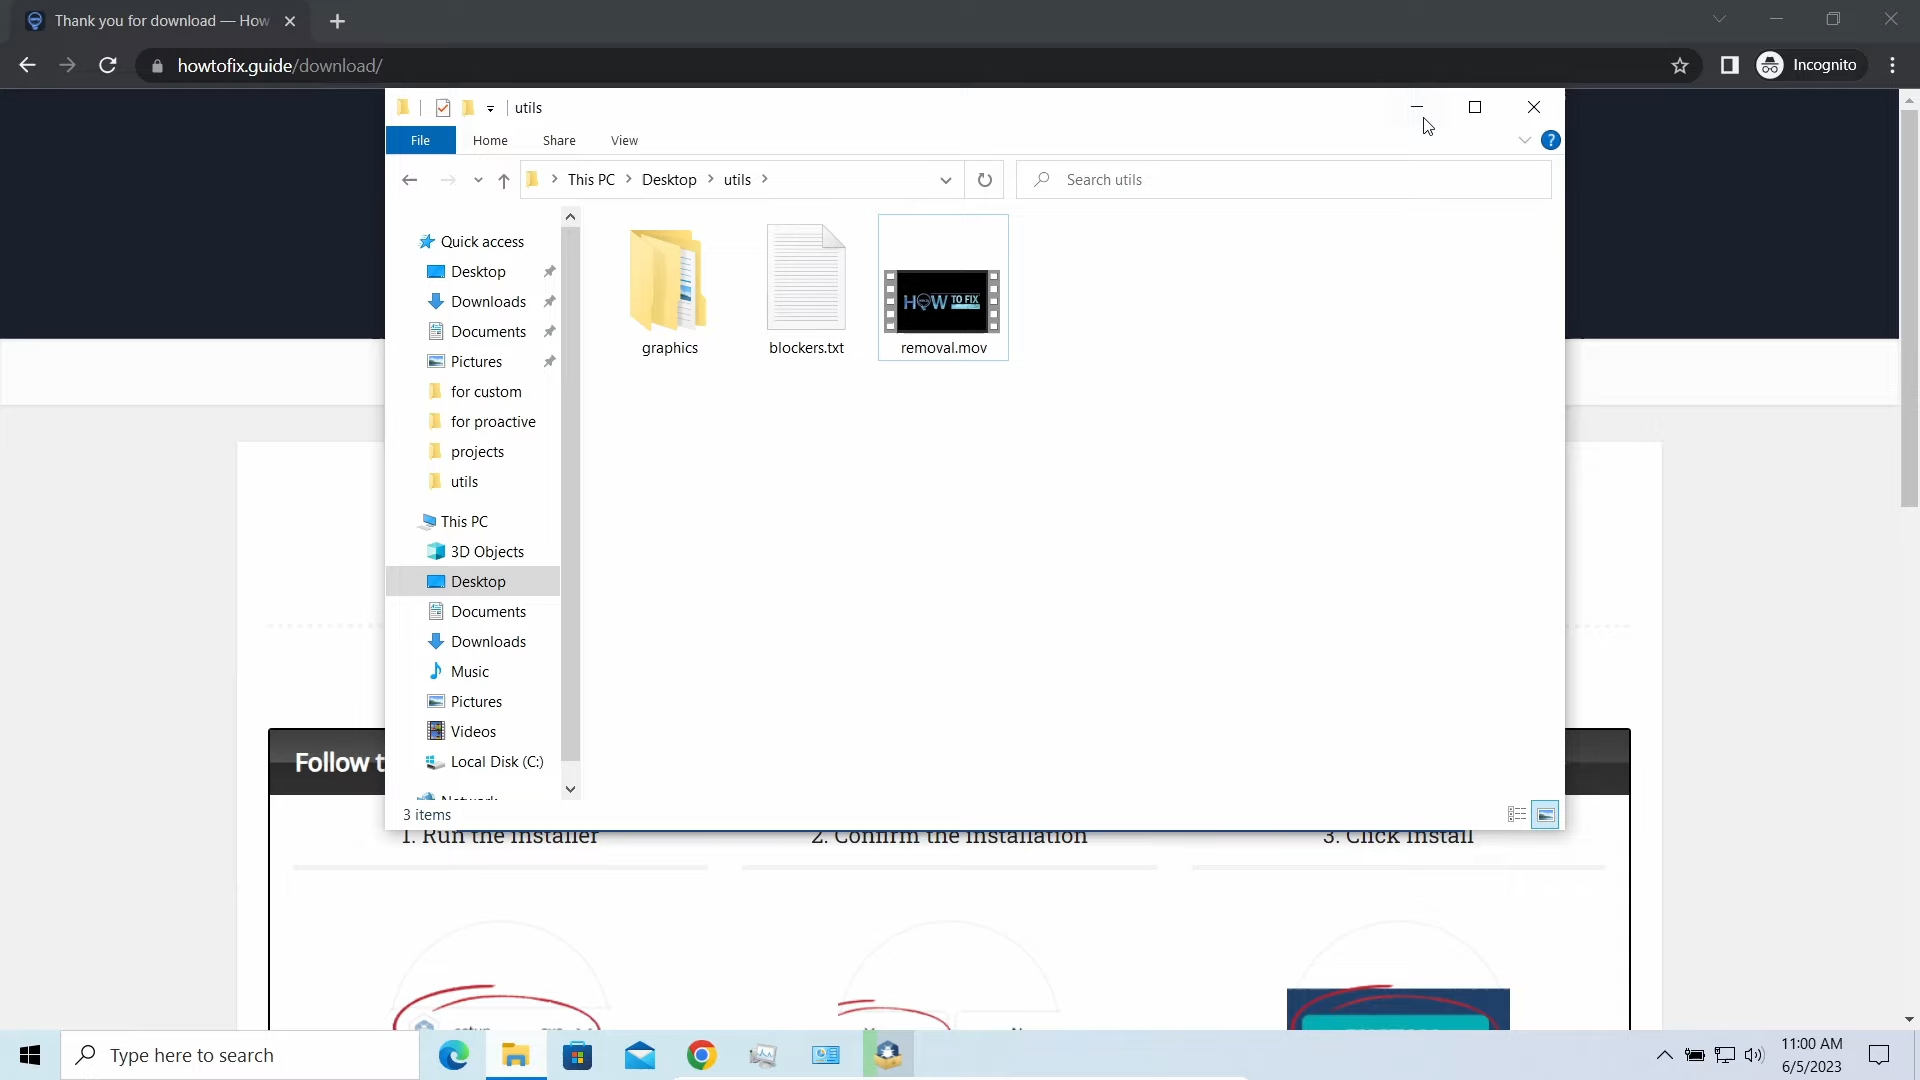 Thank you for download — How
howtofix.guide/download/
Incognito
utils
File Home Share View
This PC Desktop utils
Search utils
Quick access
Desktop
Downloads
Documents
Pictures
for custom
for proactive
projects
utils
This PC
3D Objects
Desktop
Documents
Downloads
Music
Pictures
Videos
Local Disk (C:)
Network
graphics
blockers.txt
HOW TO FIX
removal.mov
3 items
Follow t
1. Run the installer
2. Confirm the installation
3. Click Install
Type here to search
11:00 AM
6/5/2023